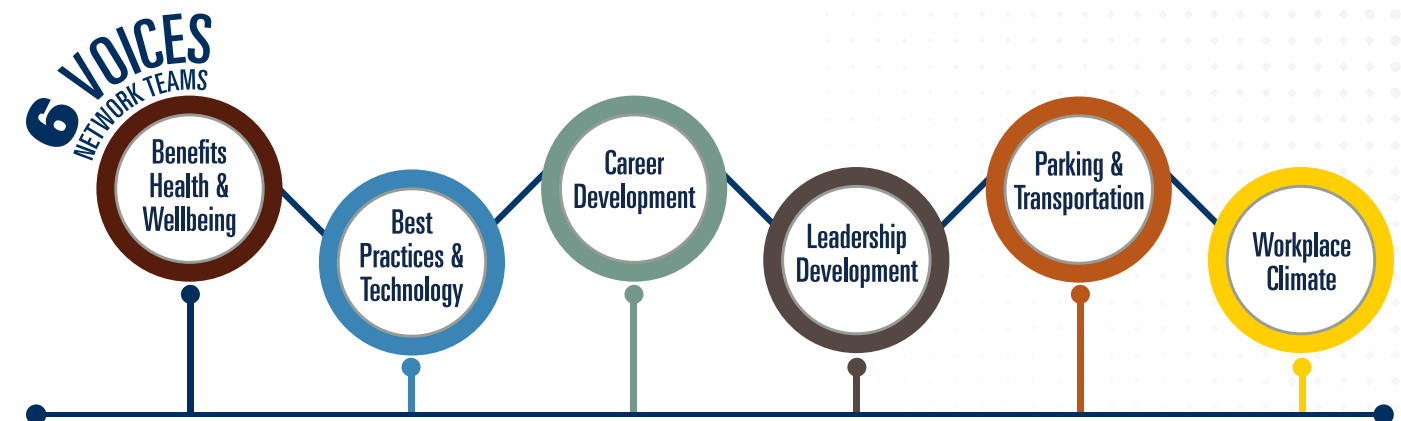 6 VOICES
NETWORK TEAMS
Benefits
Health &
Wellbeing
Best
Practices &
Technology
Career
Development
Leadership
Development
Parking &
Transportation
Workplace
Climate